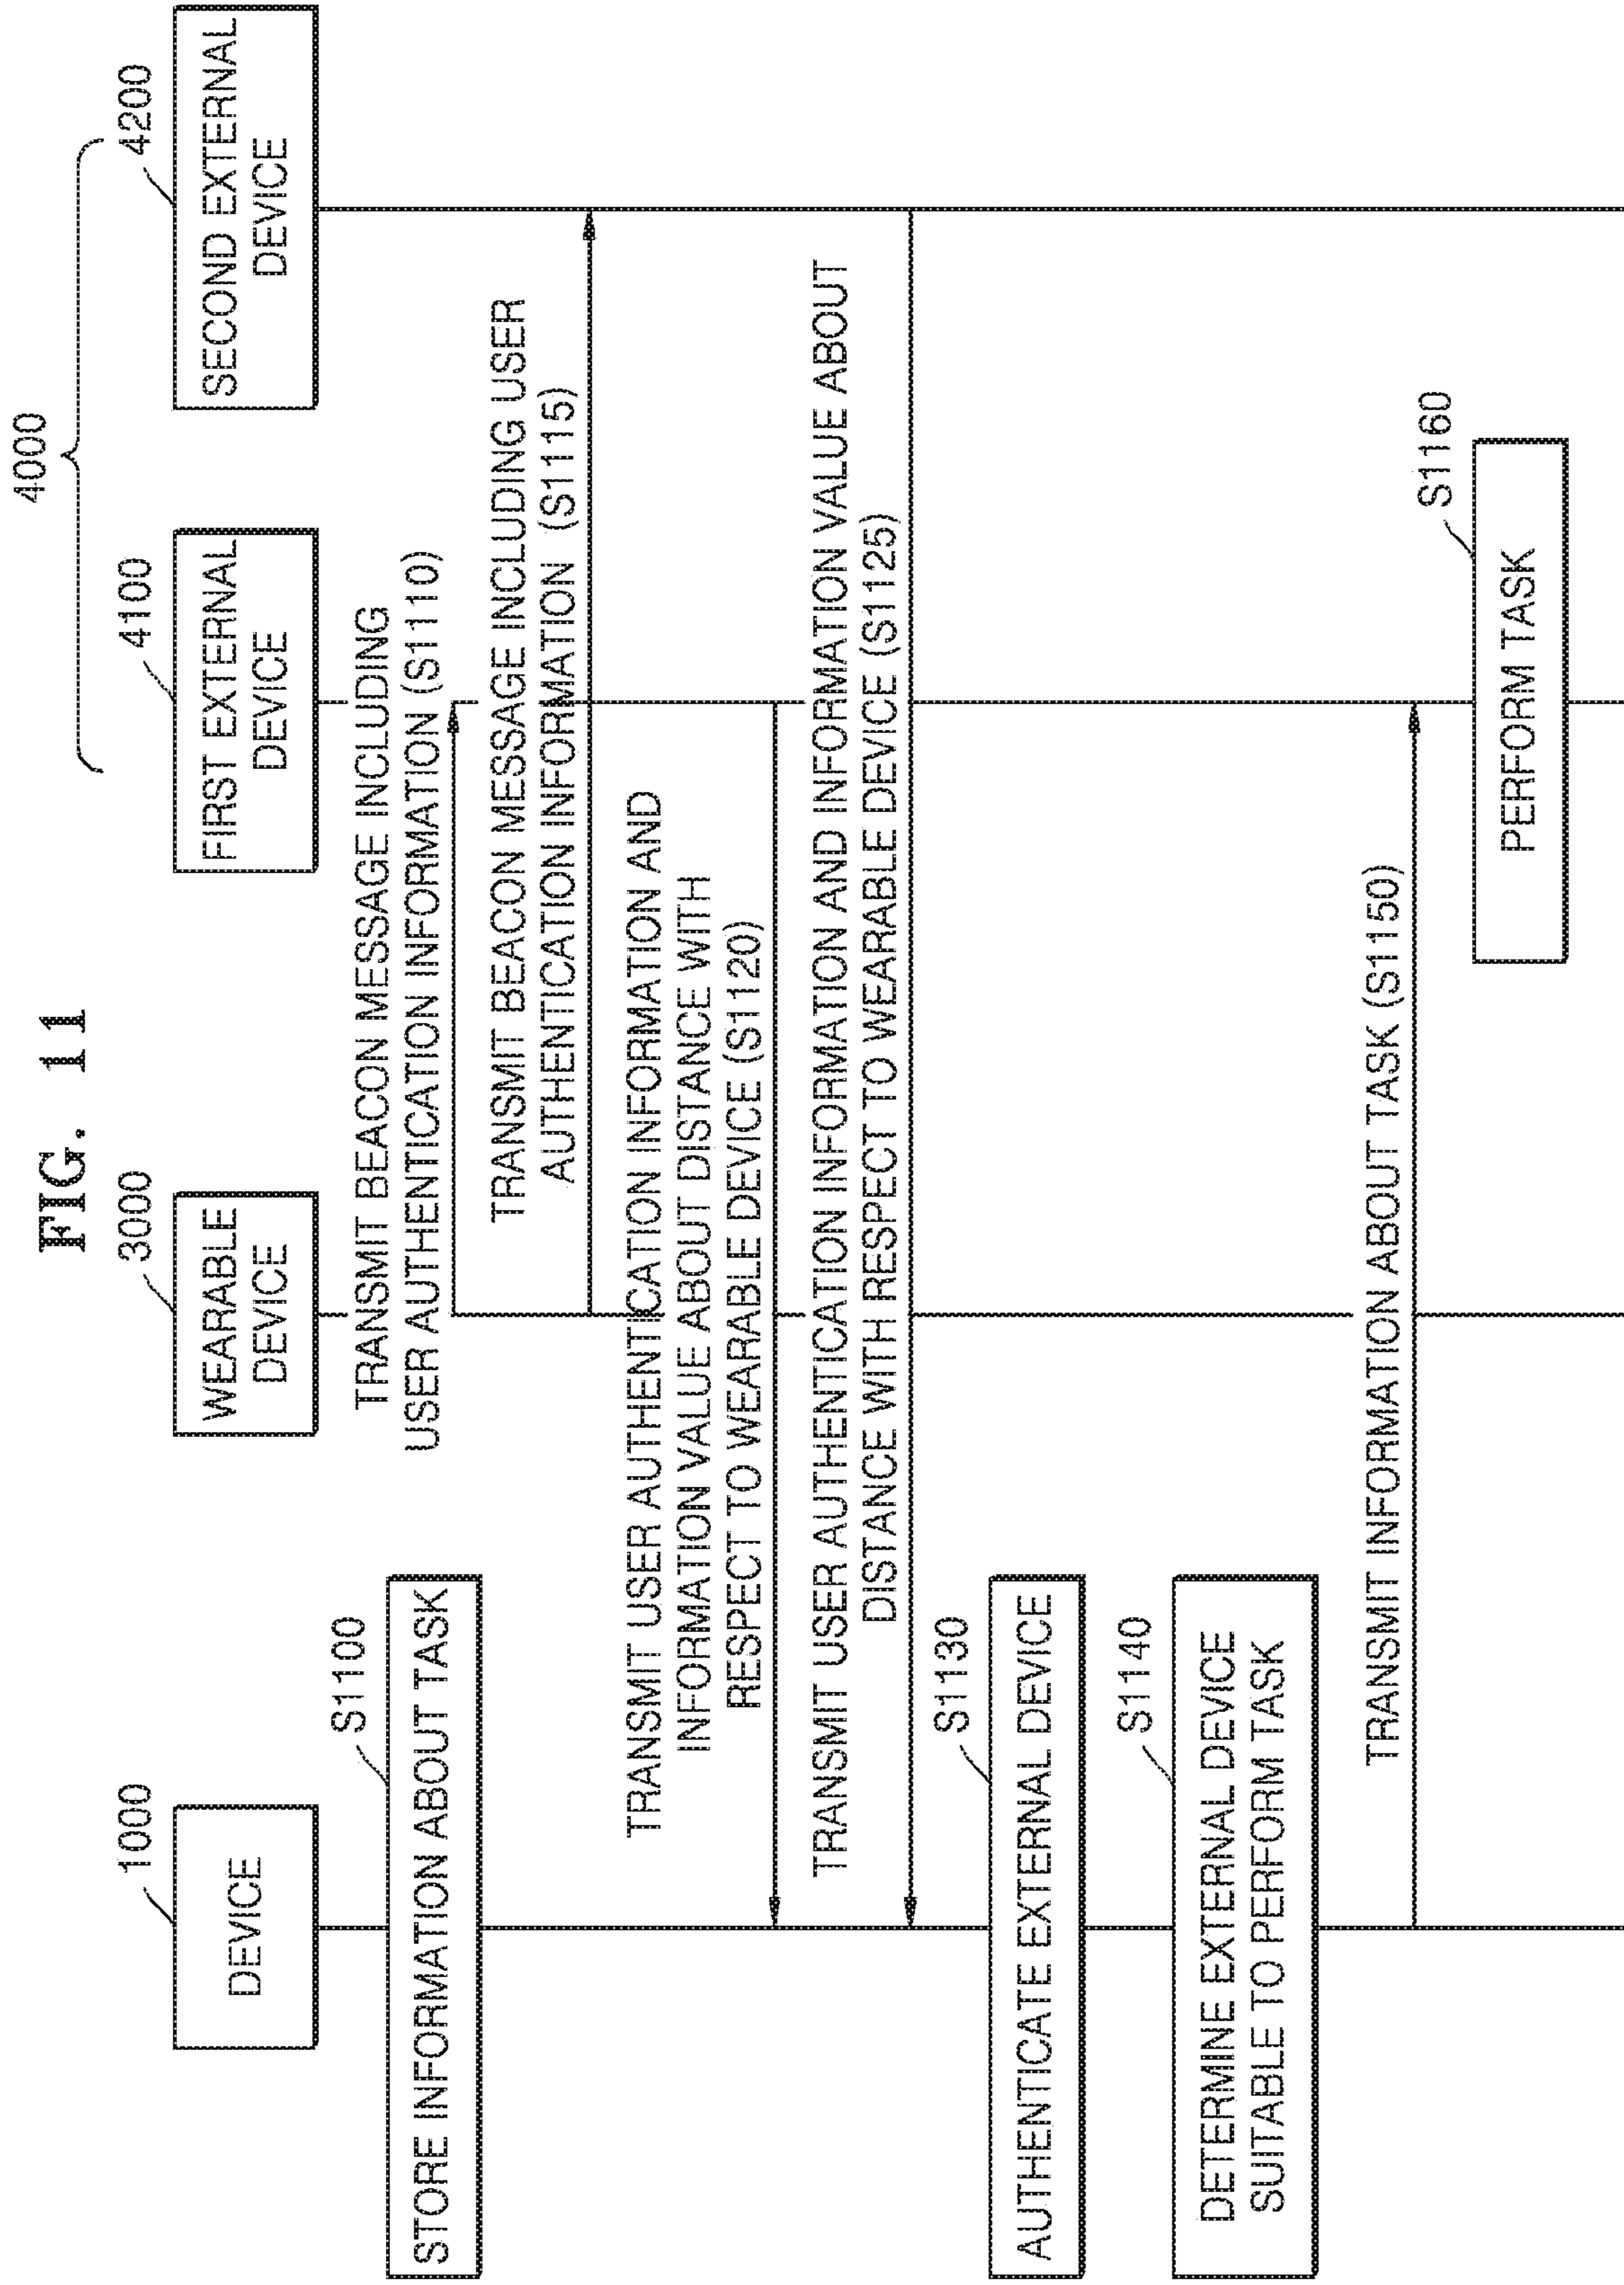 FIG. 11
4000
1000
3000
4100
4200
DEVICE
WEARABLE
DEVICE
FIRST EXTERNAL
DEVICE
SECOND EXTERNAL
DEVICE
S1100
STORE INFORMATION ABOUT TASK
TRANSMIT BEACON MESSAGE INCLUDING
USER AUTHENTICATION INFORMATION (S1110)
TRANSMIT BEACON MESSAGE INCLUDING USER
AUTHENTICATION INFORMATION (S1115)
TRANSMIT USER AUTHENTICATION INFORMATION AND
INFORMATION VALUE ABOUT DISTANCE WITH
RESPECT TO WEARABLE DEVICE (S1120)
TRANSMIT USER AUTHENTICATION INFORMATION AND INFORMATION VALUE ABOUT
DISTANCE WITH RESPECT TO WEARABLE DEVICE (S1125)
S1130
AUTHENTICATE EXTERNAL DEVICE
S1140
DETERMINE EXTERNAL DEVICE
SUITABLE TO PERFORM TASK
TRANSMIT INFORMATION ABOUT TASK (S1150)
S1160
PERFORM TASK